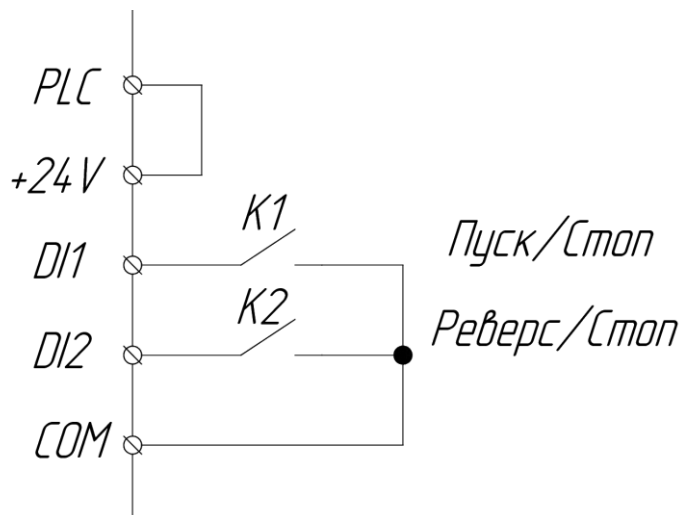 PLC
+24V
K1
DI1
Пуск/Стоп
K2
Реверс/Стоп
DI2
COM